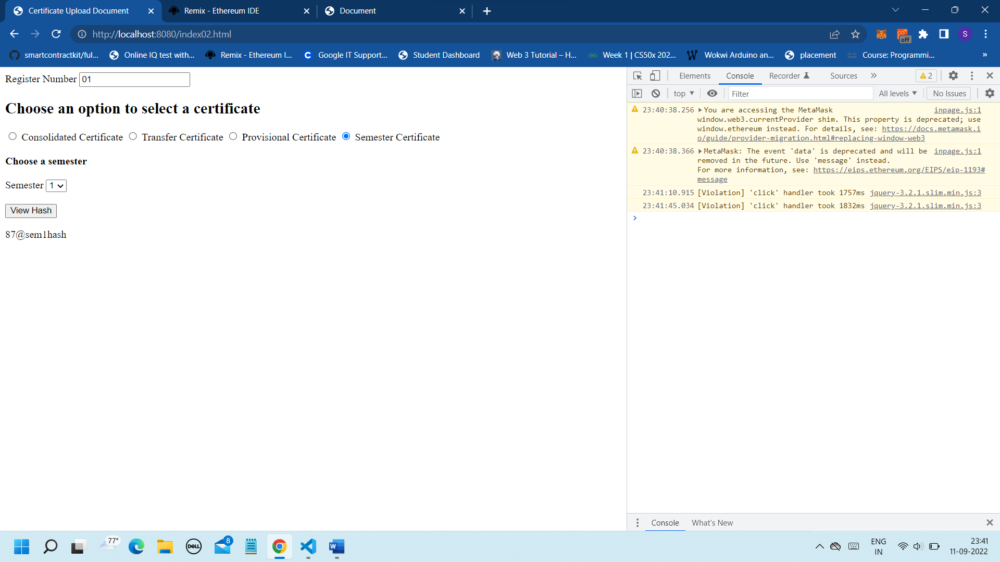 Certificate Upload Document
Remix - Ethereum IDE
Document
http://localhost:8080/index02.html
off
S
smartcontractkit/ful...
Online IQ test with...
Remix - Ethereum I...
Google IT Support...
Student Dashboard
Web 3 Tutorial – H...
Week 1 | CS50x 202...
Wokwi Arduino an...
placement
Course: Programmi...
»
Register Number 01
Choose an option to select a certificate
Consolidated Certificate Transfer Certificate Provisional Certificate Semester Certificate
Choose a semester
Semester 1
View Hash
87@sem1hash
Elements Console Recorder Sources » 2
top Filter All levels No Issues
23:40:38.256 You are accessing the MetaMask inpage.js:1
window.web3.currentProvider shim. This property is deprecated; use
window.ethereum instead. For details, see: https://docs.metamask.i
o/guide/provider-migration.html#replacing-window-web3
23:40:38.366 MetaMask: The event 'data' is deprecated and will be inpage.js:1
removed in the future. Use 'message' instead.
For more information, see: https://eips.ethereum.org/EIPS/eip-1193#
message
23:41:10.915 [Violation] 'click' handler took 1757ms jquery-3.2.1.slim.min.js:3
23:41:45.034 [Violation] 'click' handler took 1832ms jquery-3.2.1.slim.min.js:3
Console What's New
77°
DELL
8
W
ENG
IN
23:41
11-09-2022